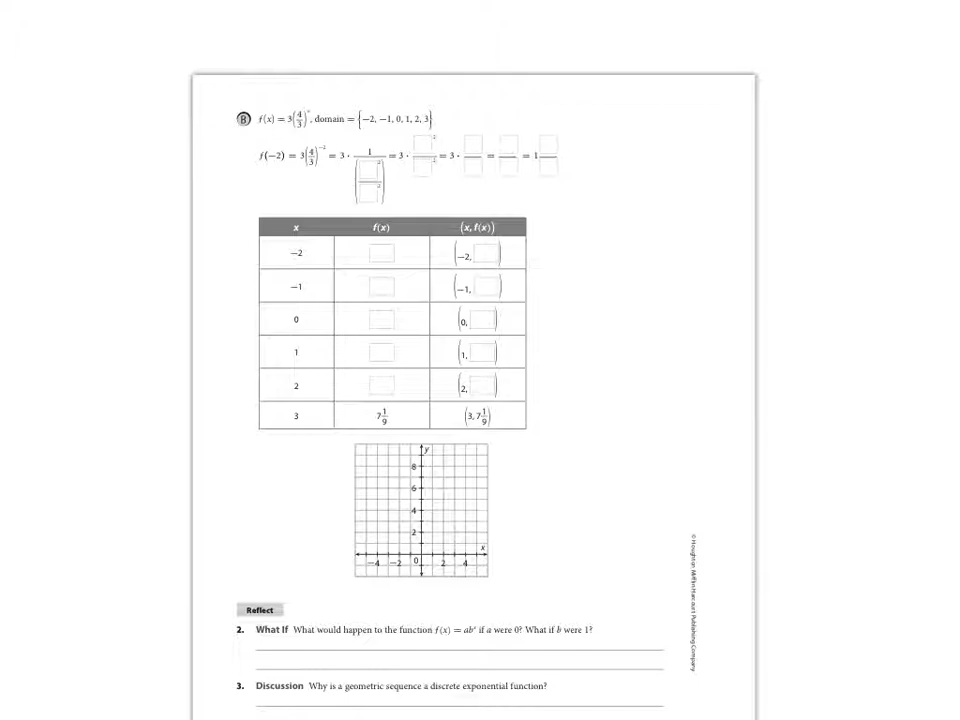 B f(x) = 3(4/3)^x, domain = {−2, −1, 0, 1, 2, 3}
f(−2) = 3(4/3)^−2 = 3 · 1/(□^2/□^2) = 3 · □^2/□^2 = 3 · □/□ = □/□ = 1 □/□
x f(x) (x, f(x))
−2 □ (−2, □)
−1 □ (−1, □)
0 □ (0, □)
1 □ (1, □)
2 □ (2, □)
3 7 1/9 (3, 7 1/9)
y
8
6
4
2
x
−4 −2 0 2 4
Reflect
2. What If What would happen to the function f(x) = ab^x if a were 0? What if b were 1?
3. Discussion Why is a geometric sequence a discrete exponential function?
© Houghton Mifflin Harcourt Publishing Company